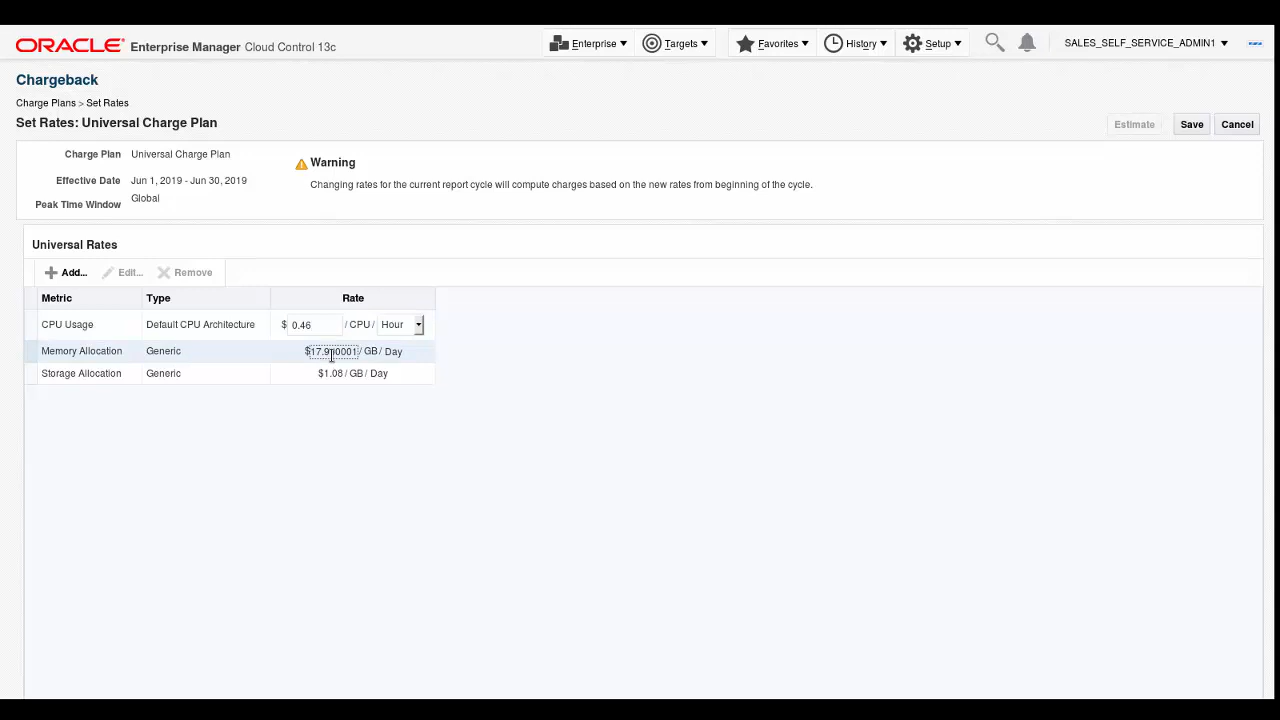 ORACLE Enterprise Manager Cloud Control 13c
Enterprise Targets Favorites History Setup SALES_SELF_SERVICE_ADMIN1
Chargeback
Charge Plans > Set Rates
Set Rates: Universal Charge Plan
Estimate Save Cancel
Charge Plan Universal Charge Plan
Warning
Effective Date Jun 1, 2019 - Jun 30, 2019
Changing rates for the current report cycle will compute charges based on the new rates from beginning of the cycle.
Peak Time Window Global
Universal Rates
Add... Edit... Remove
Metric Type Rate
CPU Usage Default CPU Architecture $ 0.46 / CPU / Hour
Memory Allocation Generic / GB / Day
Storage Allocation Generic $1.08 / GB / Day